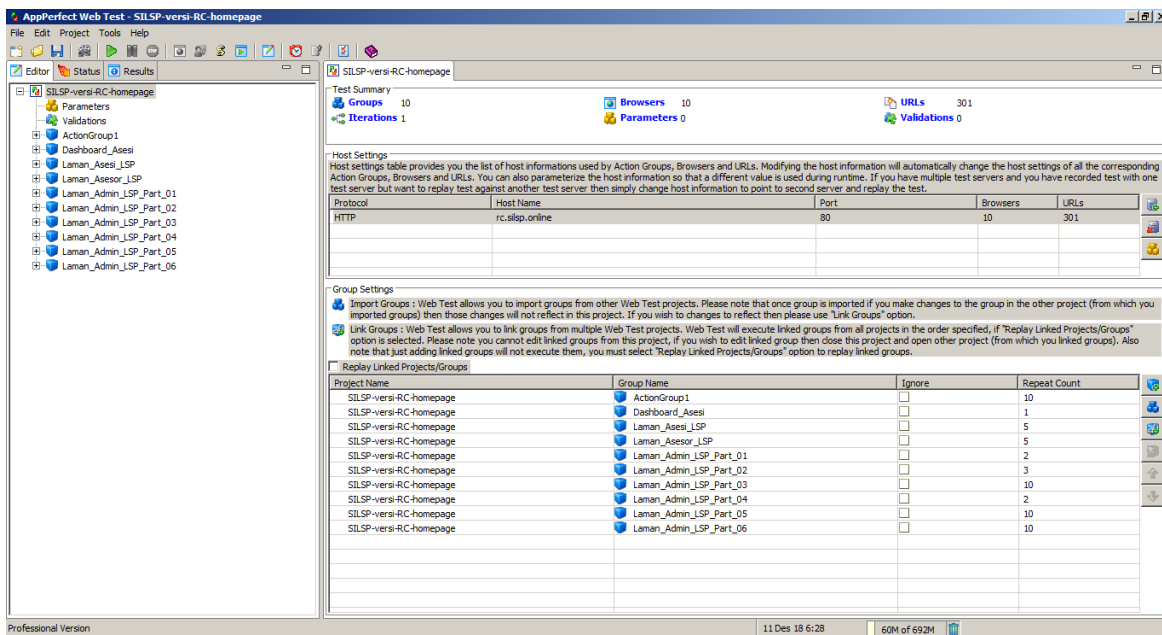 AppPerfect Web Test - SILSP-versi-RC-homepage
File Edit Project Tools Help
Editor Status Results
SILSP-versi-RC-homepage
Parameters
Validations
ActionGroup1
Dashboard_Asesi
Laman_Asesi_LSP
Laman_Asesor_LSP
Laman_Admin_LSP_Part_01
Laman_Admin_LSP_Part_02
Laman_Admin_LSP_Part_03
Laman_Admin_LSP_Part_04
Laman_Admin_LSP_Part_05
Laman_Admin_LSP_Part_06
SILSP-versi-RC-homepage
Test Summary
Groups 10 Browsers 10 URLs 301
Iterations 1 Parameters 0 Validations 0
Host Settings
Host settings table provides you the list of host informations used by Action Groups, Browsers and URLs. Modifying the host information will automatically change the host settings of all the corresponding
Action Groups, Browsers and URLs. You can also parameterize the host information so that a different value is used during runtime. If you have multiple test servers and you have recorded test with one
test server but want to replay test against another test server then simply change host information to point to second server and replay the test.
Protocol Host Name Port Browsers URLs
HTTP rc.silsp.online 80 10 301
Group Settings
Import Groups : Web Test allows you to import groups from other Web Test projects. Please note that once group is imported if you make changes to the group in the other project (from which you
imported groups) then those changes will not reflect in this project. If you wish to changes to reflect then please use "Link Groups" option.
Link Groups : Web Test allows you to link groups from multiple Web Test projects. Web Test will execute linked groups from all projects in the order specified, if "Replay Linked Projects/Groups"
option is selected. Please note you cannot edit linked groups from this project, if you wish to edit linked group then close this project and open other project (from which you linked groups). Also
note that just adding linked groups will not execute them, you must select "Replay Linked Projects/Groups" option to replay linked groups.
Replay Linked Projects/Groups
Project Name Group Name Ignore Repeat Count
SILSP-versi-RC-homepage ActionGroup1 10
SILSP-versi-RC-homepage Dashboard_Asesi 1
SILSP-versi-RC-homepage Laman_Asesi_LSP 5
SILSP-versi-RC-homepage Laman_Asesor_LSP 5
SILSP-versi-RC-homepage Laman_Admin_LSP_Part_01 2
SILSP-versi-RC-homepage Laman_Admin_LSP_Part_02 3
SILSP-versi-RC-homepage Laman_Admin_LSP_Part_03 10
SILSP-versi-RC-homepage Laman_Admin_LSP_Part_04 2
SILSP-versi-RC-homepage Laman_Admin_LSP_Part_05 10
SILSP-versi-RC-homepage Laman_Admin_LSP_Part_06 10
Professional Version 11 Des 18 6:28 60M of 692M